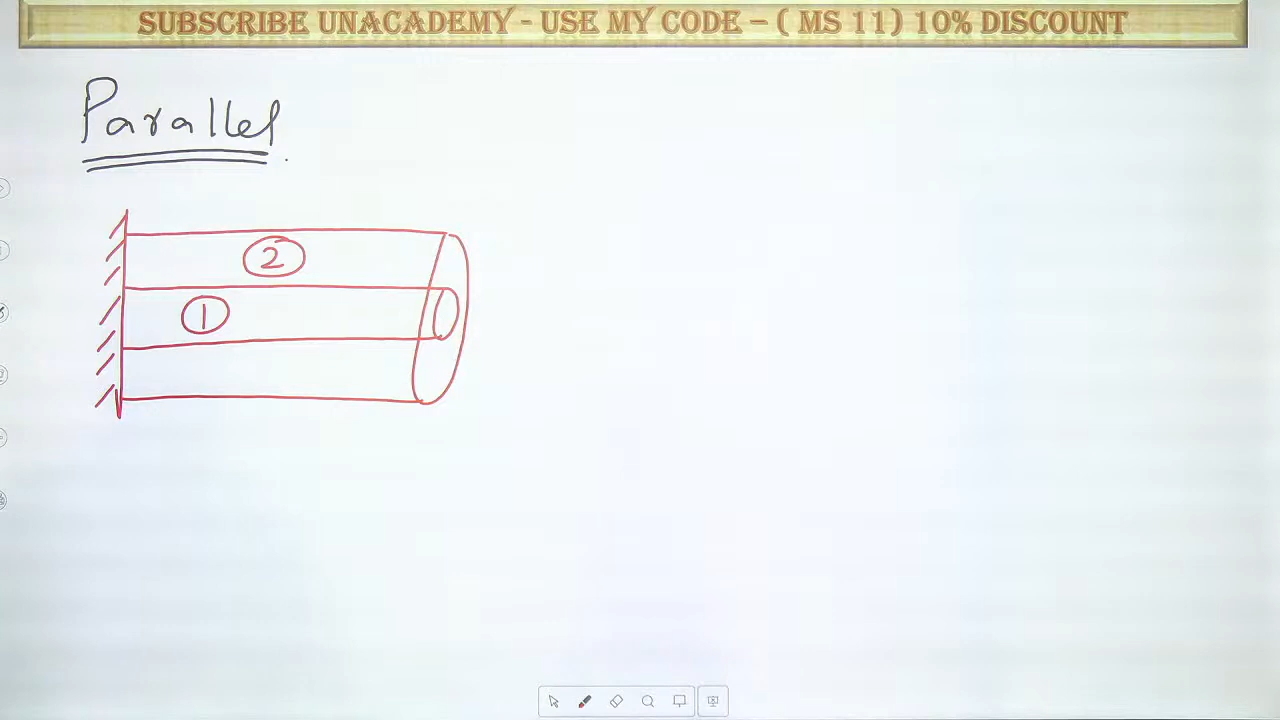 SUBSCRIBE UNACADEMY - USE MY CODE – ( MS 11) 10% DISCOUNT
Parallel
2
1